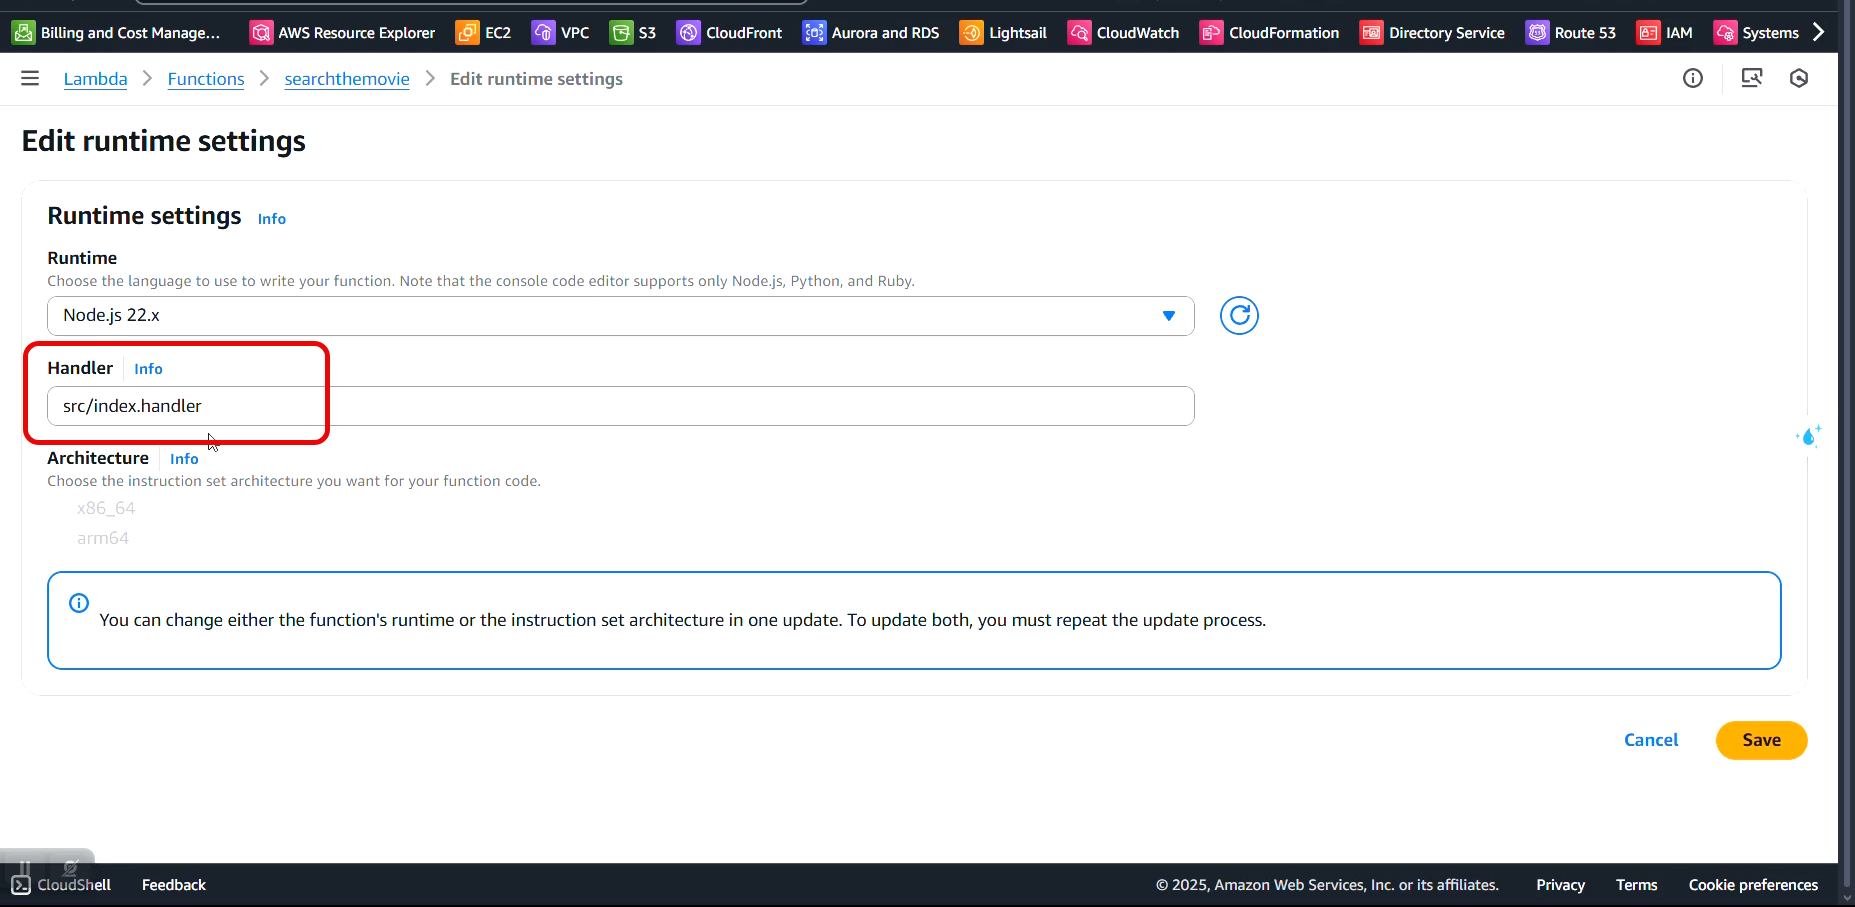 Billing and Cost Manage... AWS Resource Explorer EC2 VPC S3 CloudFront Aurora and RDS Lightsail CloudWatch CloudFormation Directory Service Route 53 IAM Systems
Lambda Functions searchthemovie Edit runtime settings
Edit runtime settings
Runtime settings Info
Runtime
Choose the language to use to write your function. Note that the console code editor supports only Node.js, Python, and Ruby.
Node.js 22.x
Handler Info
src/index.handler
Architecture Info
Choose the instruction set architecture you want for your function code.
x86_64
arm64
You can change either the function's runtime or the instruction set architecture in one update. To update both, you must repeat the update process.
Cancel Save
CloudShell Feedback © 2025, Amazon Web Services, Inc. or its affiliates. Privacy Terms Cookie preferences